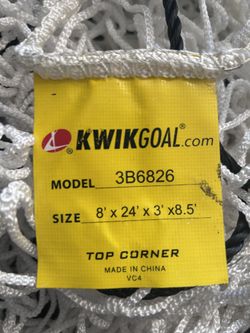 KWIKGOAL.com
MODEL 3B6826
SIZE 8' x 24' x 3' x8.5'
TOP CORNER
MADE IN CHINA
VC4